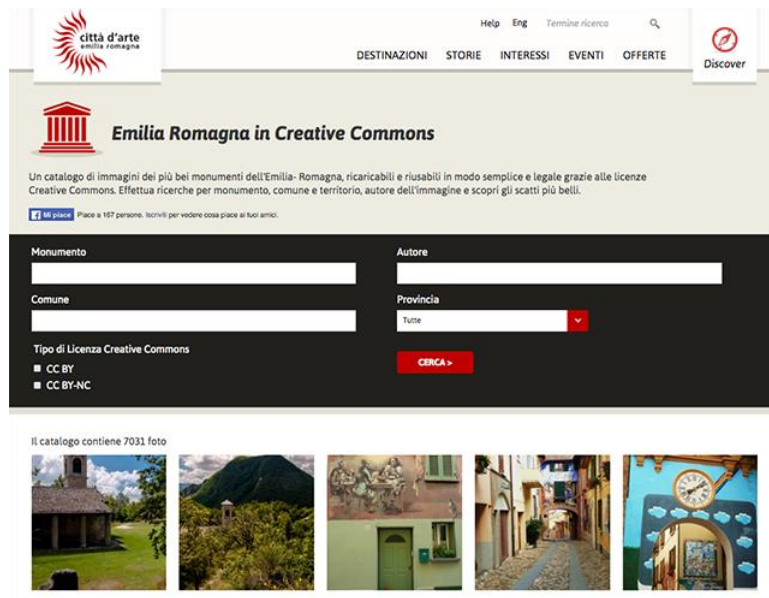 città d'arte
emilia romagna
Help Eng Termine ricerca
DESTINAZIONI STORIE INTERESSI EVENTI OFFERTE
Discover
Emilia Romagna in Creative Commons
Un catalogo di immagini dei più bei monumenti dell'Emilia- Romagna, ricaricabili e riusabili in modo semplice e legale grazie alle licenze
Creative Commons. Effettua ricerche per monumento, comune e territorio, autore dell'immagine e scopri gli scatti più belli.
Mi piace Piace a 167 persone. Iscriviti per vedere cosa piace ai tuoi amici.
Monumento Autore
Comune Provincia
Tutte
Tipo di Licenza Creative Commons
CERCA >
CC BY
CC BY-NC
Il catalogo contiene 7031 foto